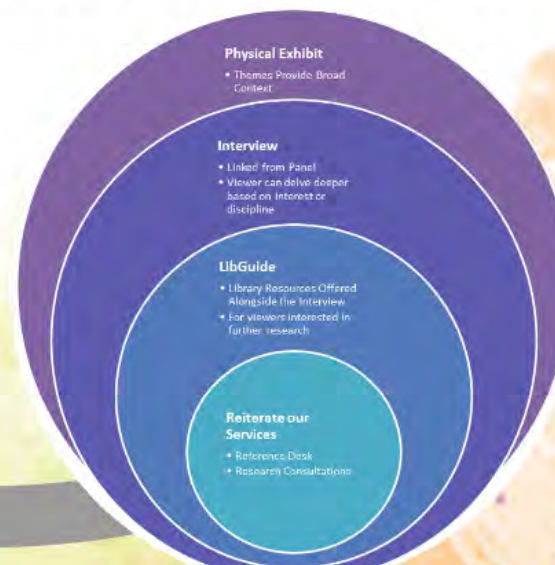 Physical Exhibit
• Themes Provide Broad
Context
Interview
• Linked from Panel
• Viewer can delve deeper
based on interest or
discipline
LibGuide
• Library Resources Offered
Alongside the Interview
• For viewers interested in
further research
Reiterate our
Services
• Reference Desk
• Research Consultations